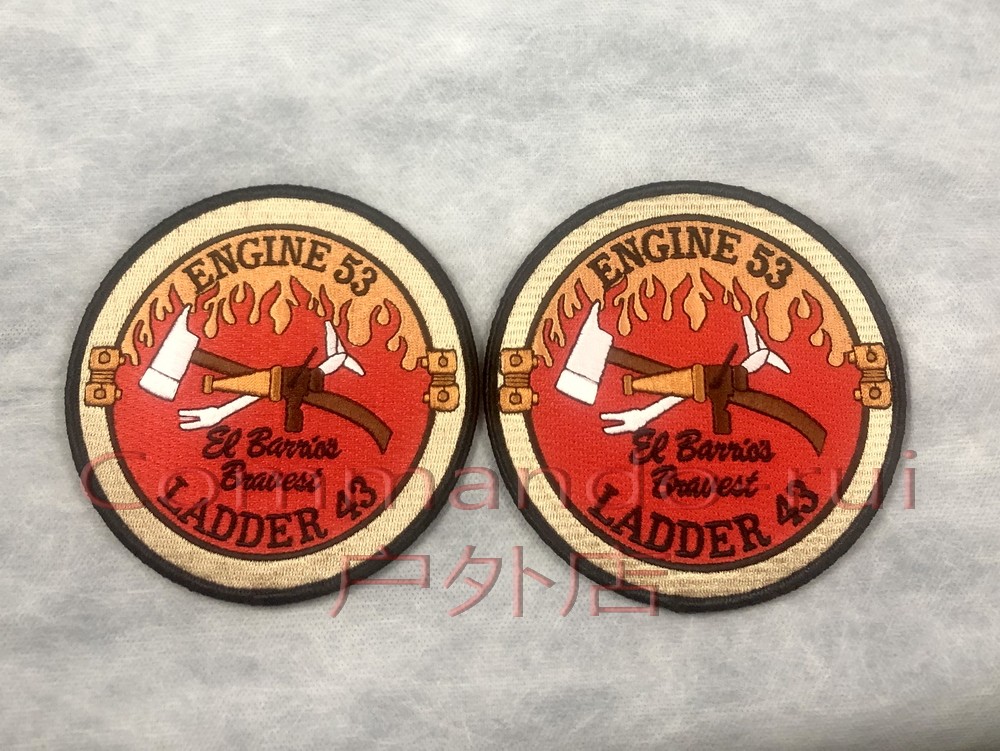 ENGINE 53
El Barrio's
Bravest
LADDER 43
ENGINE 53
El Barrio's
Bravest
LADDER 43
Commando rui
户外店